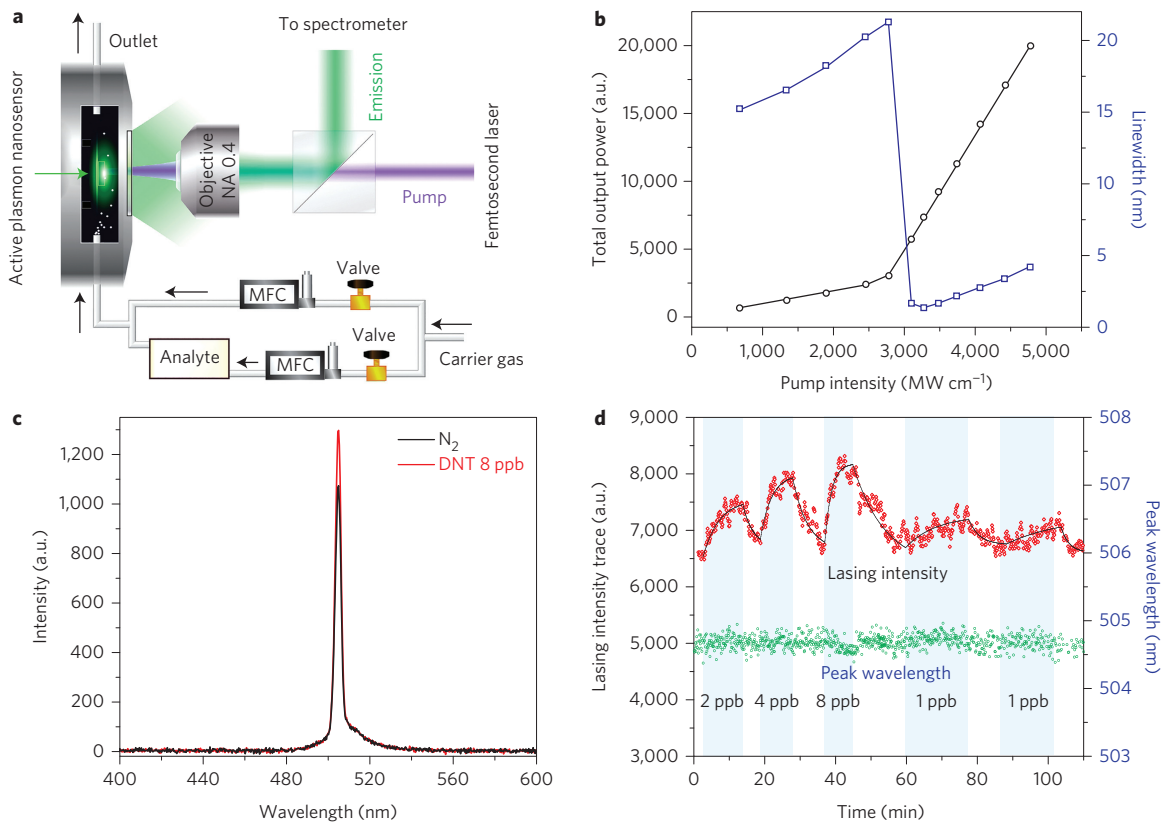 a
To spectrometer
Outlet
Active plasmon nanosensor
Emission
Objective
NA 0.4
Pump
Femtosecond laser
Valve
MFC
Valve
Analyte
MFC
Carrier gas
b
Total output power (a.u.)
20,000
15,000
10,000
5,000
0
0
1,000
2,000
3,000
4,000
5,000
Pump intensity (MW cm⁻¹)
20
15
10
5
0
Linewidth (nm)
c
N₂
DNT 8 ppb
Intensity (a.u.)
1,200
1,000
800
600
400
200
0
400
440
480
520
560
600
Wavelength (nm)
d
Lasing intensity trace (a.u.)
9,000
8,000
7,000
6,000
5,000
4,000
3,000
Lasing intensity
Peak wavelength
2 ppb
4 ppb
8 ppb
1 ppb
1 ppb
0
20
40
60
80
100
Time (min)
508
507
506
505
504
503
Peak wavelength (nm)